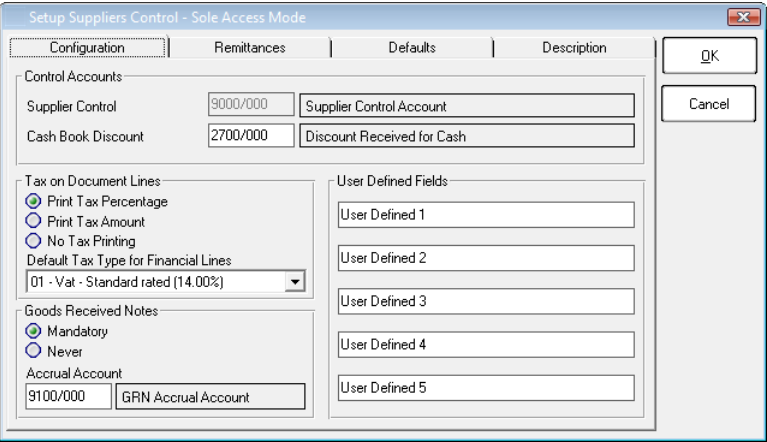 Setup Suppliers Control - Sole Access Mode
Configuration Remittances Defaults Description
OK
Cancel
Control Accounts
Supplier Control 9000/000 Supplier Control Account
Cash Book Discount 2700/000 Discount Received for Cash
Tax on Document Lines
Print Tax Percentage
Print Tax Amount
No Tax Printing
Default Tax Type for Financial Lines
01 - Vat - Standard rated (14.00%)
Goods Received Notes
Mandatory
Never
Accrual Account
9100/000 GRN Accrual Account
User Defined Fields
User Defined 1
User Defined 2
User Defined 3
User Defined 4
User Defined 5